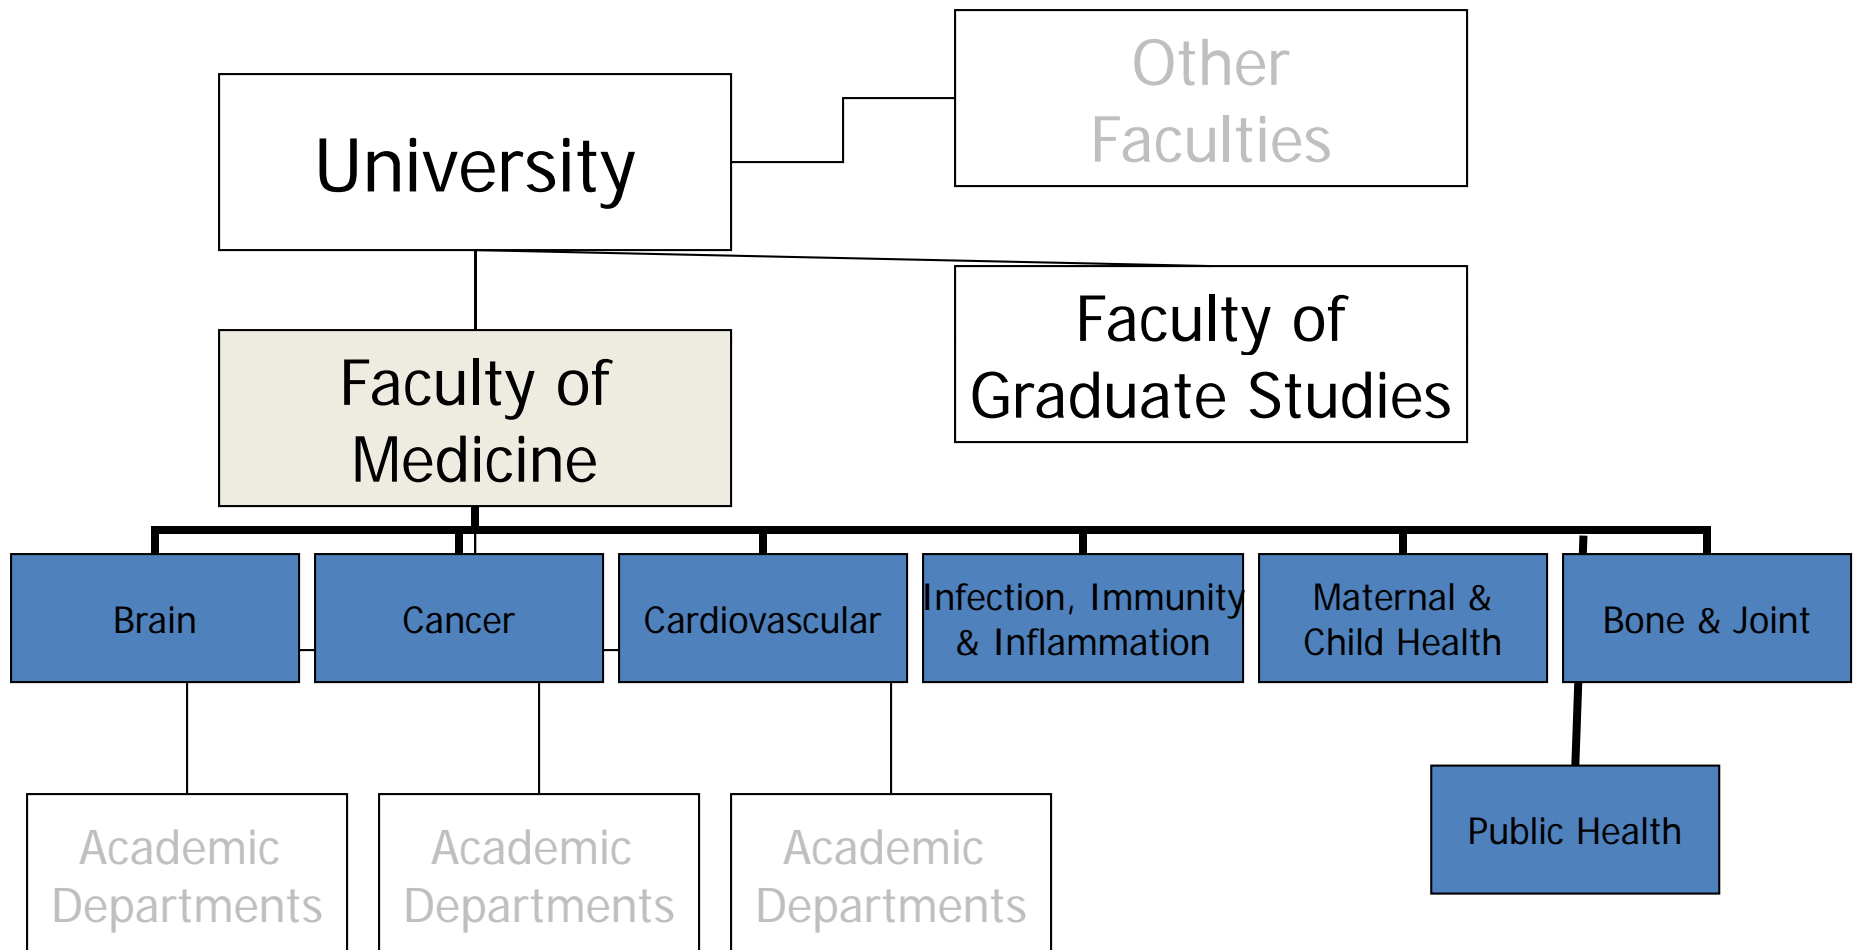 Other
Faculties
University
Faculty of
Graduate Studies
Faculty of
Medicine
Brain
Cancer
Cardiovascular
Infection, Immunity
& Inflammation
Maternal &
Child Health
Bone & Joint
Public Health
Academic
Departments
Academic
Departments
Academic
Departments